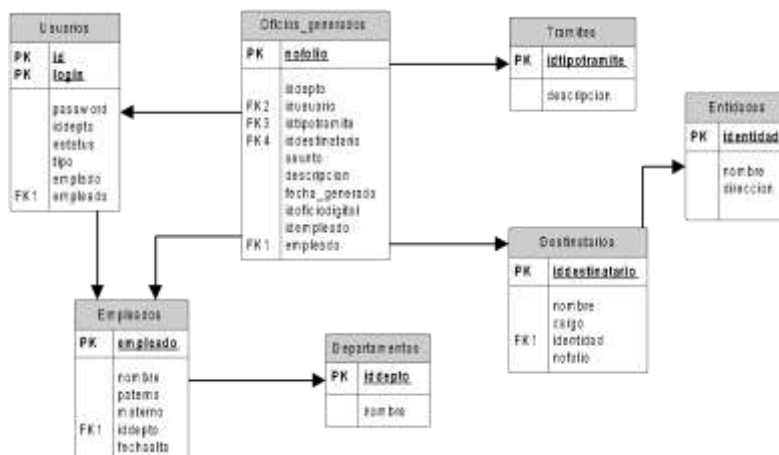 Usuarios
PK id
PK login
password
iddepto
estatus
tipo
emplado
FK1 empleado
Oficios_generados
PK nofolio
iddepto
FK2 idusuario
FK3 idtipotramite
FK4 iddestinatario
asunto
descripcion
fecha_generado
idoficiodigital
idempleado
FK1 empleado
Tramites
PK idtipotramite
descripcion
Entidades
PK identidad
nombre
direccion
Destinatarios
PK iddestinatario
nombre
cargo
FK1 identidad
nofolio
Empleados
PK empleado
nombre
paterno
materno
FK1 iddepto
fechaalta
Departamentos
PK iddepto
nombre